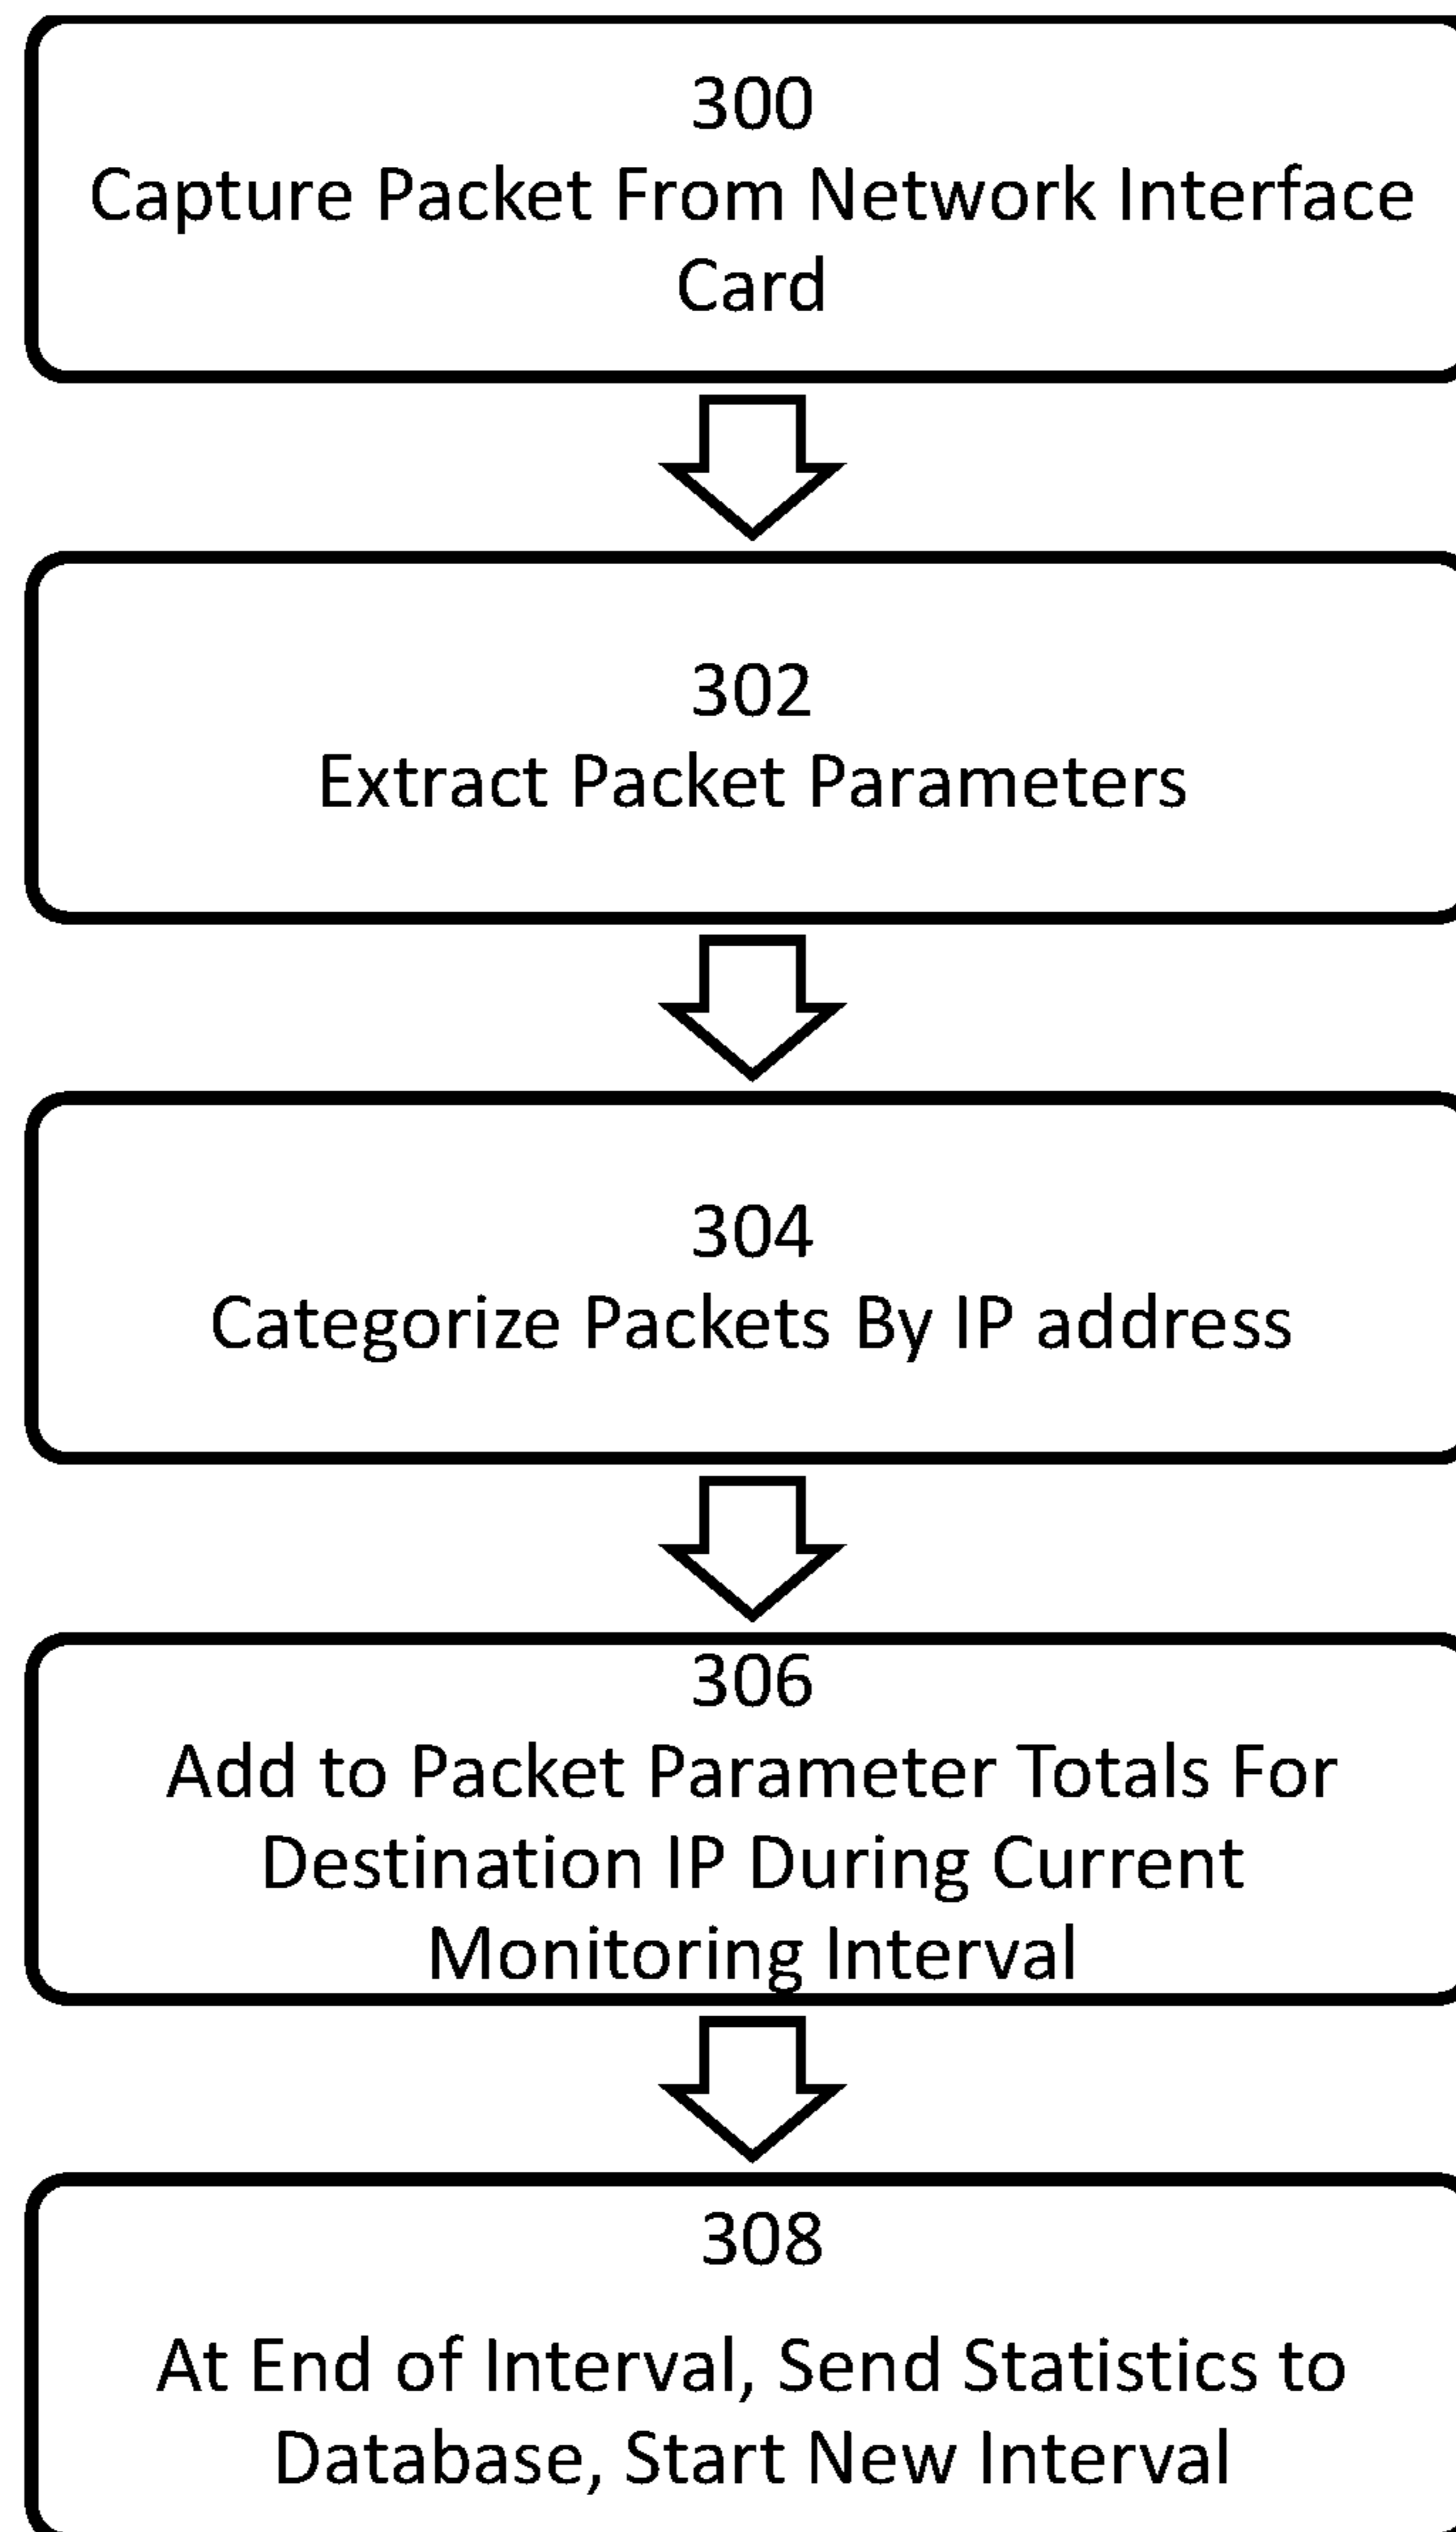 300
Capture Packet From Network Interface
Card
302
Extract Packet Parameters
304
Categorize Packets By IP address
306
Add to Packet Parameter Totals For
Destination IP During Current
Monitoring Interval
308
At End of Interval, Send Statistics to
Database, Start New Interval